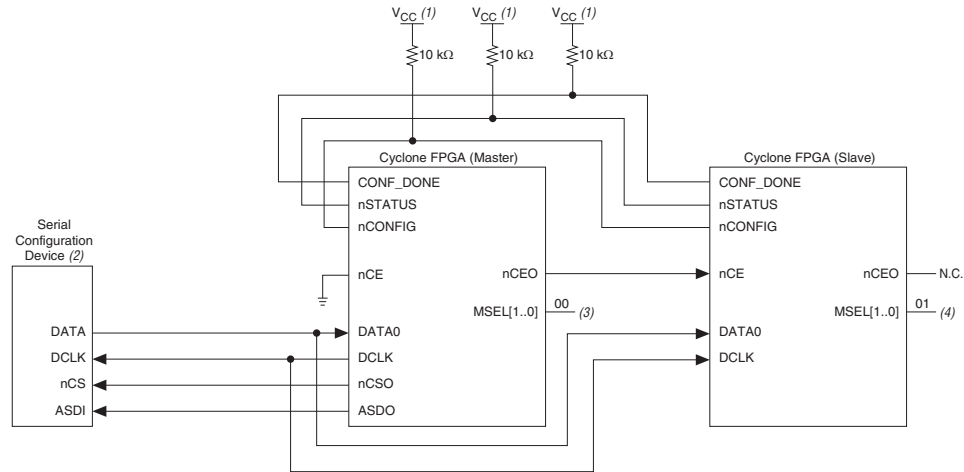 VCC (1) VCC (1) VCC (1)
10 kΩ 10 kΩ 10 kΩ
Cyclone FPGA (Master)
CONF_DONE
nSTATUS
nCONFIG
nCE
nCEO
MSEL[1..0] 00 (3)
DATA0
DCLK
nCSO
ASDO
Cyclone FPGA (Slave)
CONF_DONE
nSTATUS
nCONFIG
nCE
nCEO N.C.
MSEL[1..0] 01 (4)
DATA0
DCLK
Serial
Configuration
Device (2)
DATA
DCLK
nCS
ASDI